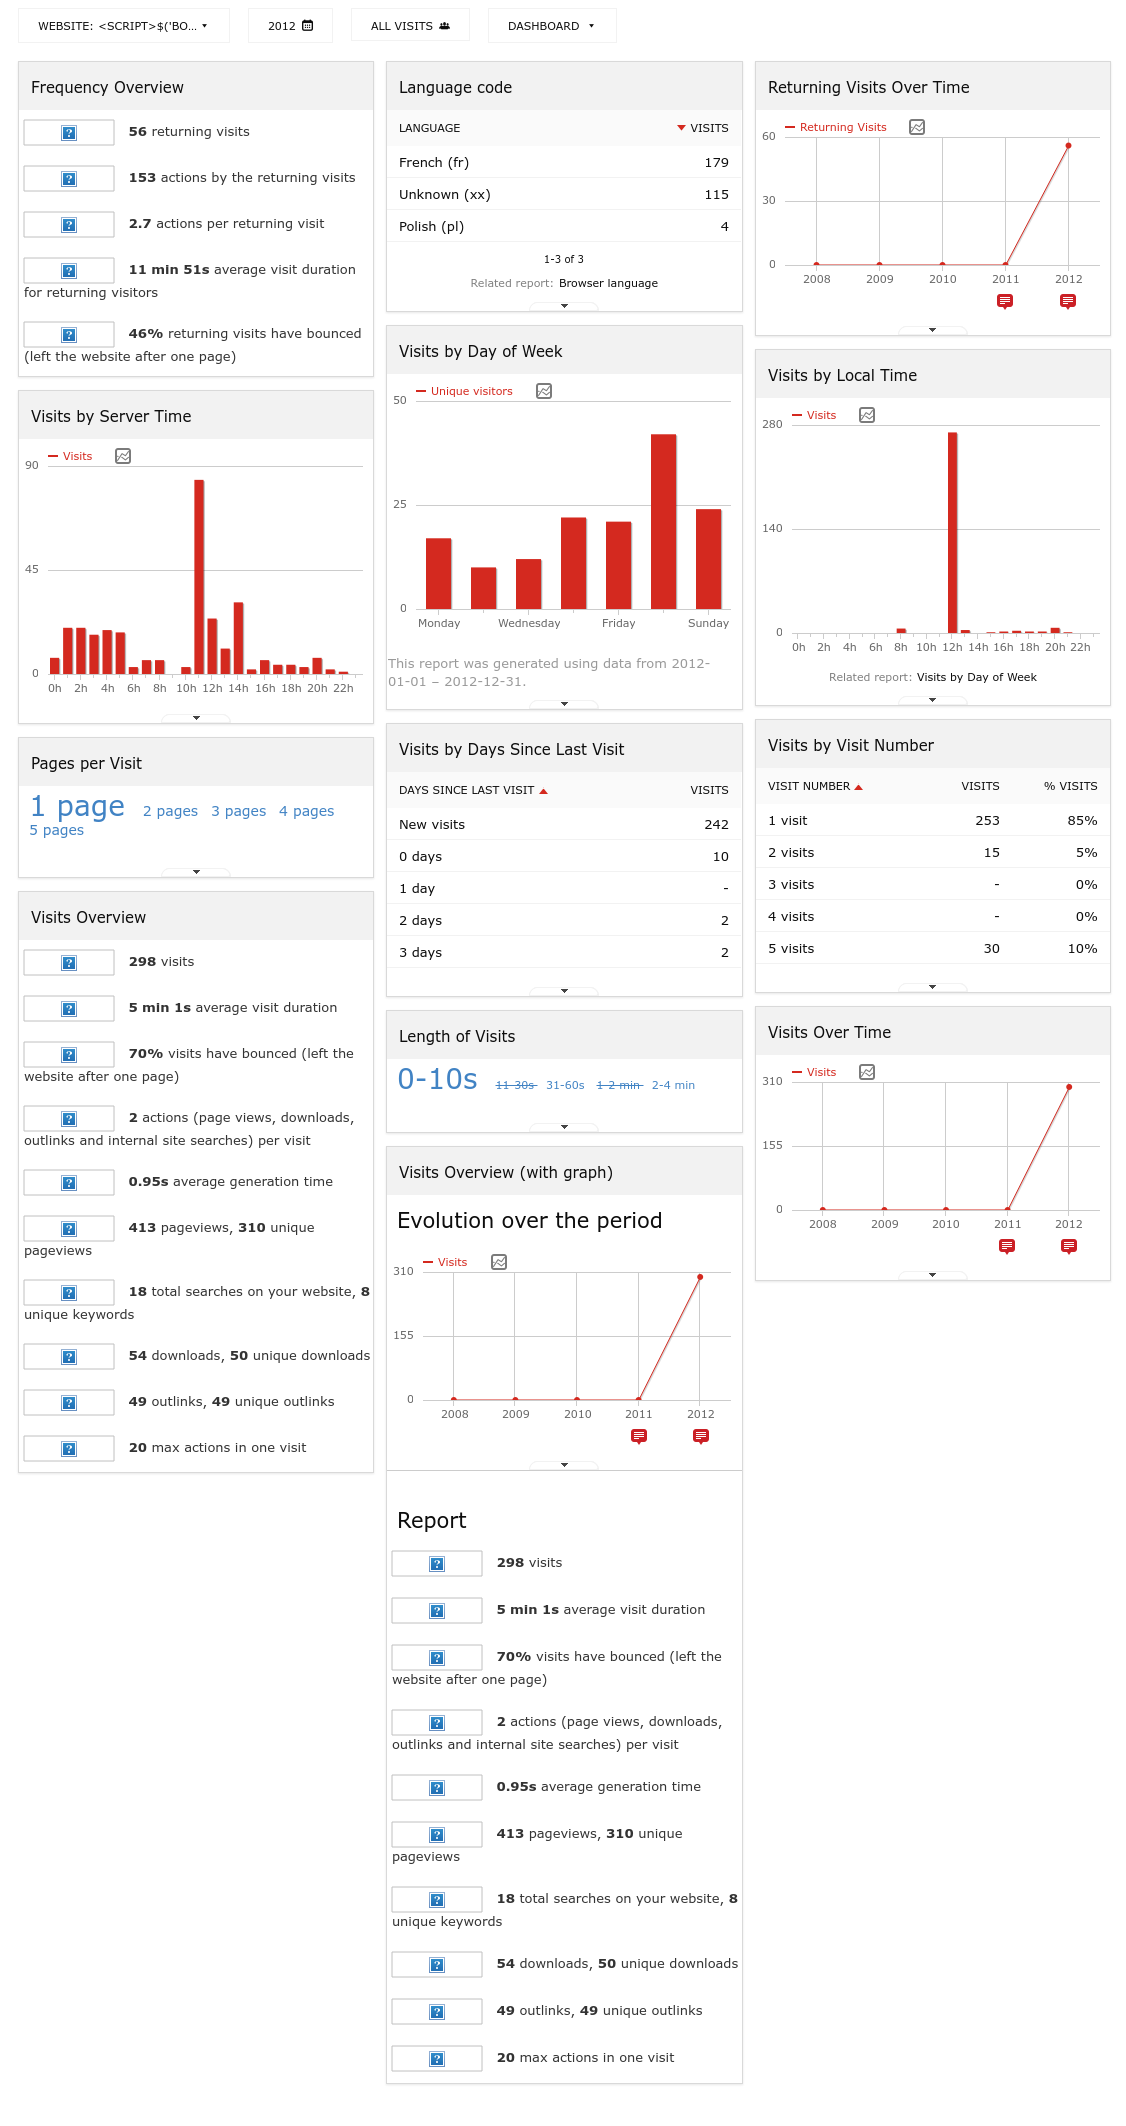 WEBSITE: <SCRIPT>$('BO...
2012
ALL VISITS
DASHBOARD
Frequency Overview
56 returning visits
153 actions by the returning visits
2.7 actions per returning visit
11 min 51s average visit duration
for returning visitors
46% returning visits have bounced
(left the website after one page)
Visits by Server Time
Visits
90
45
0
0h 2h 4h 6h 8h 10h 12h 14h 16h 18h 20h 22h
Pages per Visit
1 page 2 pages 3 pages 4 pages
5 pages
Visits Overview
298 visits
5 min 1s average visit duration
70% visits have bounced (left the
website after one page)
2 actions (page views, downloads,
outlinks and internal site searches) per visit
0.95s average generation time
413 pageviews, 310 unique
pageviews
18 total searches on your website, 8
unique keywords
54 downloads, 50 unique downloads
49 outlinks, 49 unique outlinks
20 max actions in one visit
Language code
LANGUAGE VISITS
French (fr) 179
Unknown (xx) 115
Polish (pl) 4
1-3 of 3
Related report: Browser language
Visits by Day of Week
Unique visitors
50
25
0
Monday Wednesday Friday Sunday
This report was generated using data from 2012-
01-01 – 2012-12-31.
Visits by Days Since Last Visit
DAYS SINCE LAST VISIT VISITS
New visits 242
0 days 10
1 day -
2 days 2
3 days 2
Length of Visits
0-10s 11-30s 31-60s 1-2 min 2-4 min
Visits Overview (with graph)
Evolution over the period
Visits
310
155
0
2008 2009 2010 2011 2012
Report
298 visits
5 min 1s average visit duration
70% visits have bounced (left the
website after one page)
2 actions (page views, downloads,
outlinks and internal site searches) per visit
0.95s average generation time
413 pageviews, 310 unique
pageviews
18 total searches on your website, 8
unique keywords
54 downloads, 50 unique downloads
49 outlinks, 49 unique outlinks
20 max actions in one visit
Returning Visits Over Time
Returning Visits
60
30
0
2008 2009 2010 2011 2012
Visits by Local Time
Visits
280
140
0
0h 2h 4h 6h 8h 10h 12h 14h 16h 18h 20h 22h
Related report: Visits by Day of Week
Visits by Visit Number
VISIT NUMBER VISITS % VISITS
1 visit 253 85%
2 visits 15 5%
3 visits - 0%
4 visits - 0%
5 visits 30 10%
Visits Over Time
Visits
310
155
0
2008 2009 2010 2011 2012